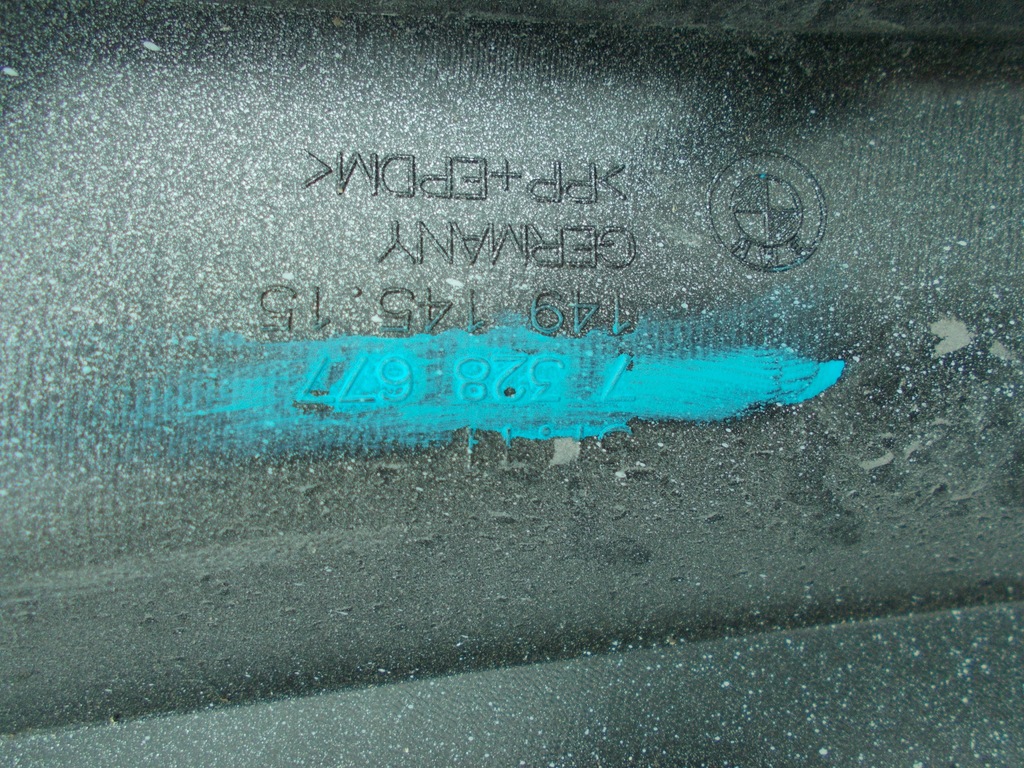 7 328 677
149 145.15
GERMANY
>PP+EPDM<